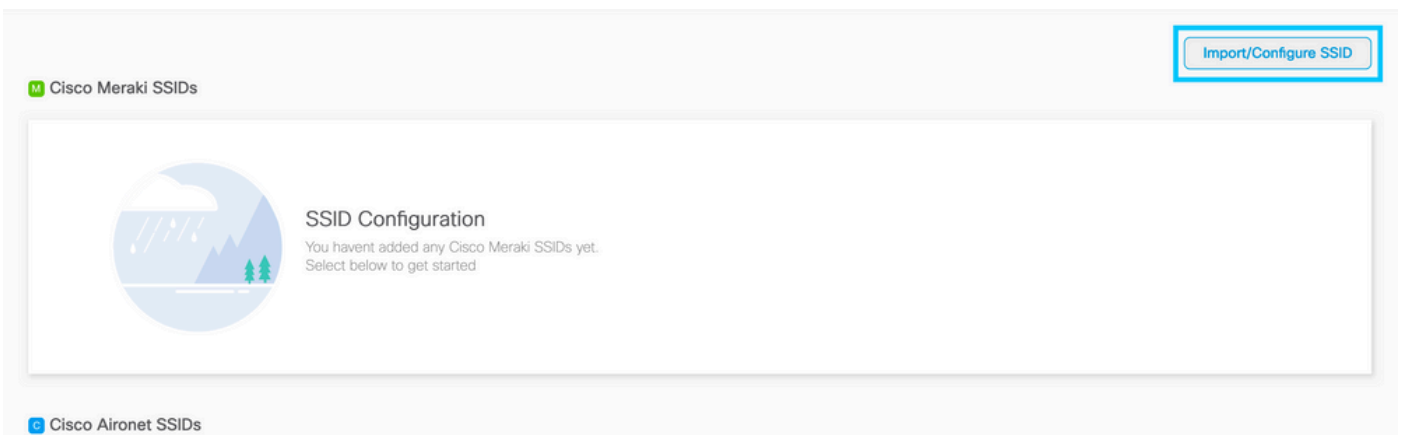 Import/Configure SSID
M Cisco Meraki SSIDs
SSID Configuration
You havent added any Cisco Meraki SSIDs yet.
Select below to get started
C Cisco Aironet SSIDs